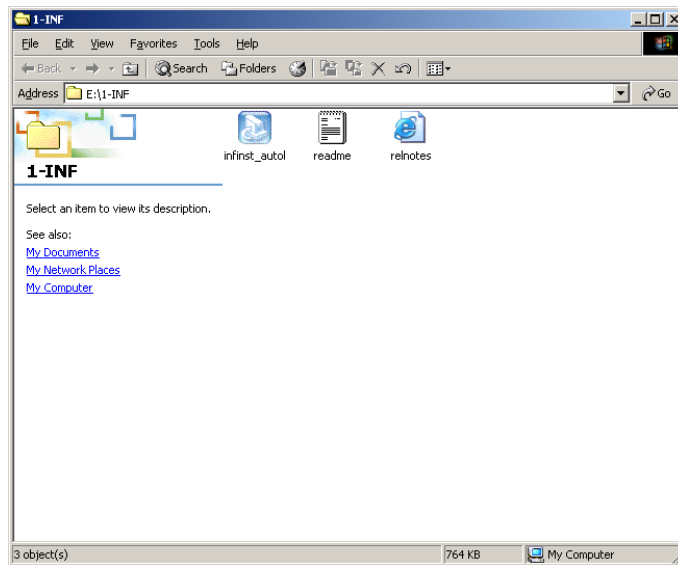 1-INF
File Edit View Favorites Tools Help
Back Search Folders
Address E:\1-INF Go
infinst_autol readme relnotes
1-INF
Select an item to view its description.
See also:
My Documents
My Network Places
My Computer
3 object(s) 764 KB My Computer